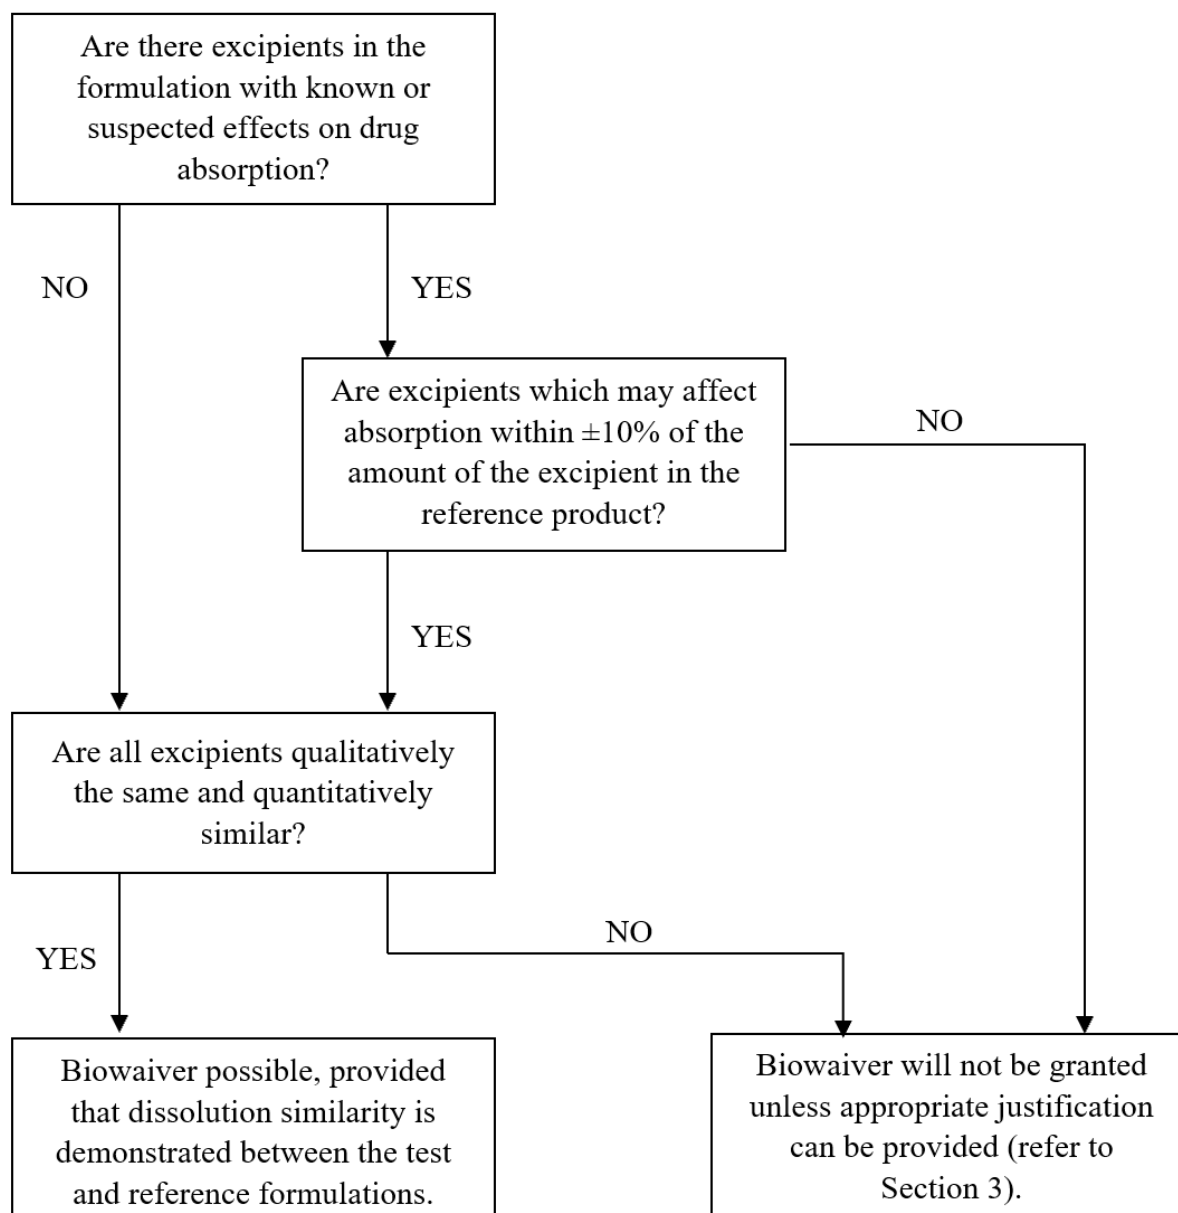 Are there excipients in the
formulation with known or
suspected effects on drug
absorption?
NO
YES
Are excipients which may affect
absorption within ±10% of the
amount of the excipient in the
reference product?
NO
YES
Are all excipients qualitatively
the same and quantitatively
similar?
YES
NO
Biowaiver possible, provided
that dissolution similarity is
demonstrated between the test
and reference formulations.
Biowaiver will not be granted
unless appropriate justification
can be provided (refer to
Section 3).